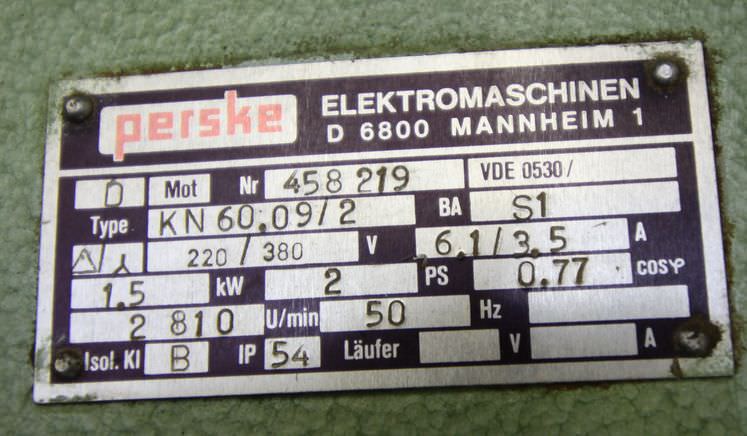 perske
ELEKTROMASCHINEN
D 6800 MANNHEIM 1
D Mot Nr 458 219 VDE 0530/
Type KN 60.09/2 BA S1
220 / 380 V 6.1/3.5 A
1.5 kW 2 PS 0.77 cosφ
2 810 U/min 50 Hz
Isol. Kl B IP 54 Läufer V A